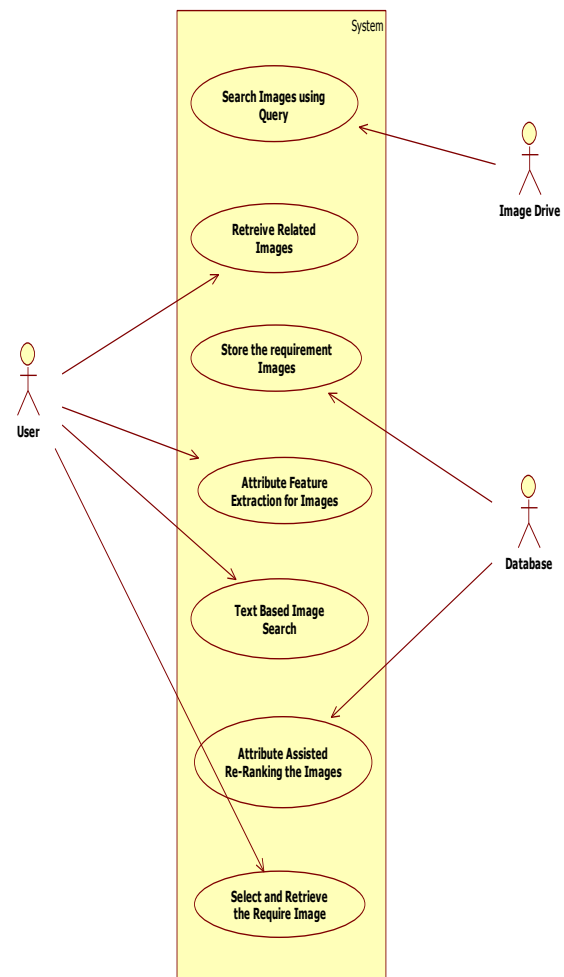 System
Search Images using
Query
Image Drive
Retreive Related
Images
Store the requirement
Images
User
Attribute Feature
Extraction for Images
Database
Text Based Image
Search
Attribute Assisted
Re-Ranking the Images
Select and Retrieve
the Require Image